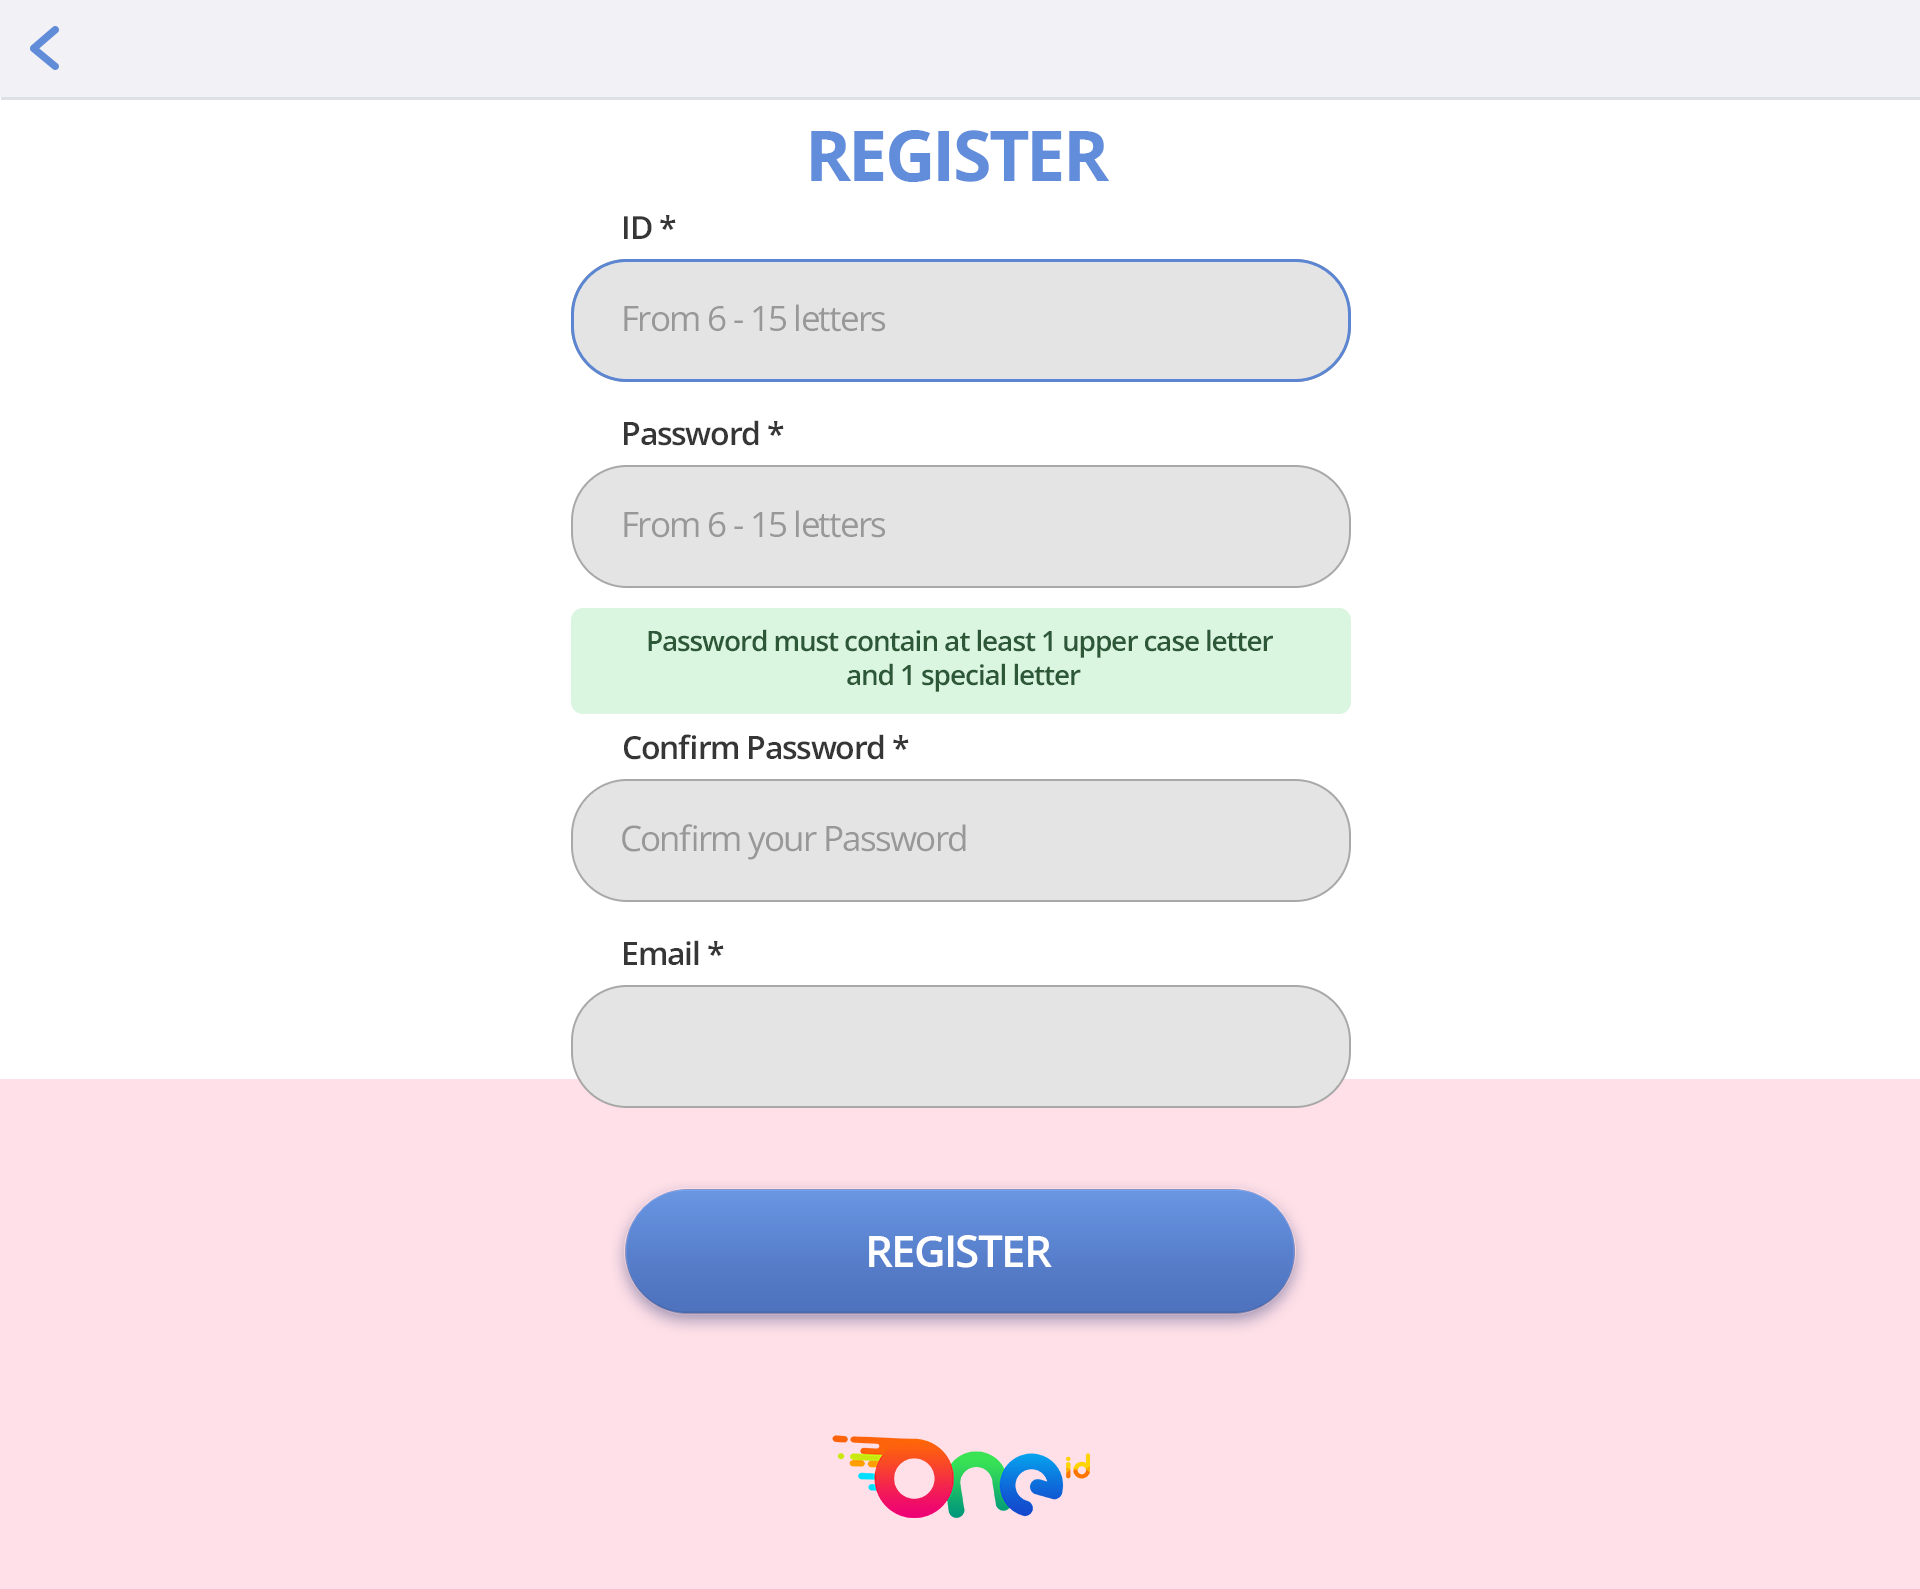 REGISTER
ID *
From 6 - 15 letters
Password *
From 6 - 15 letters
Password must contain at least 1 upper case letter
and 1 special letter
Confirm Password *
Confirm your Password
Email *
REGISTER
One id